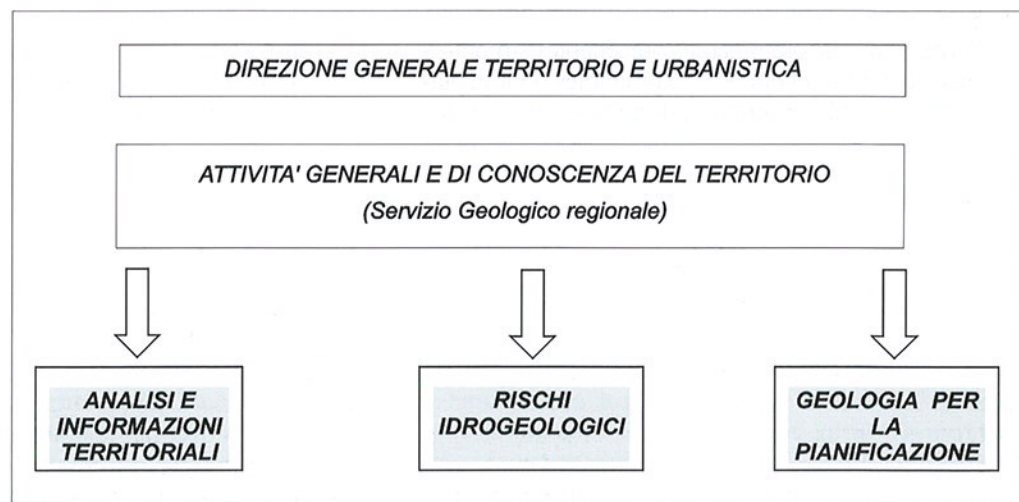 DIREZIONE GENERALE TERRITORIO E URBANISTICA
ATTIVITA' GENERALI E DI CONOSCENZA DEL TERRITORIO
(Servizio Geologico regionale)
ANALISI E
INFORMAZIONI
TERRITORIALI
RISCHI
IDROGEOLOGICI
GEOLOGIA PER
LA
PIANIFICAZIONE